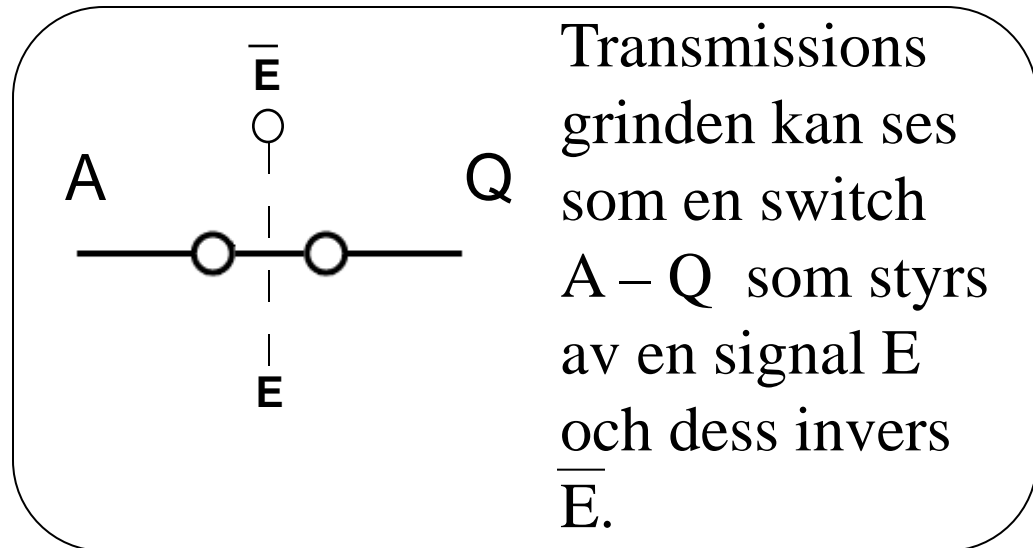 E̅
A
Q
E
Transmissions
grinden kan ses
som en switch
A – Q som styrs
av en signal E
och dess invers
E̅.